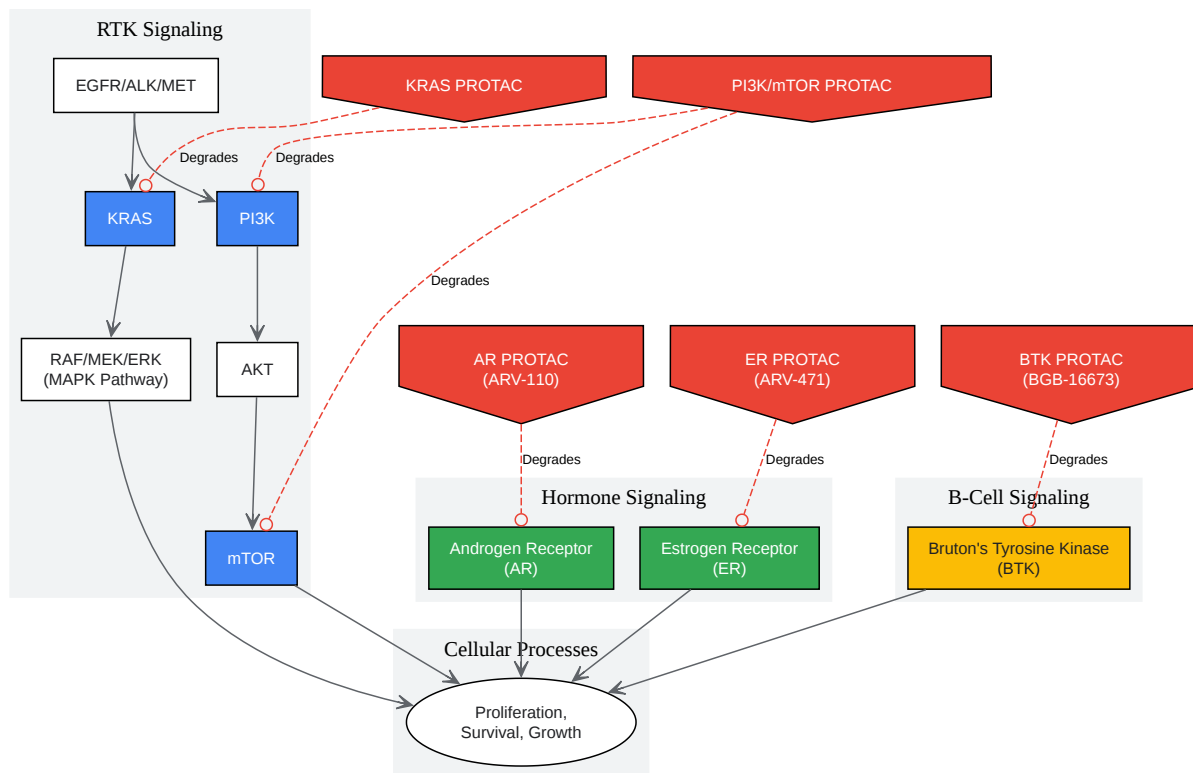 RTK Signaling
EGFR/ALK/MET
KRAS PROTAC
PI3K/mTOR PROTAC
Degrades
Degrades
KRAS
PI3K
Degrades
RAF/MEK/ERK
(MAPK Pathway)
AKT
AR PROTAC
(ARV-110)
ER PROTAC
(ARV-471)
BTK PROTAC
(BGB-16673)
Degrades
Degrades
Degrades
Hormone Signaling
B-Cell Signaling
mTOR
Androgen Receptor
(AR)
Estrogen Receptor
(ER)
Bruton's Tyrosine Kinase
(BTK)
Cellular Processes
Proliferation,
Survival, Growth